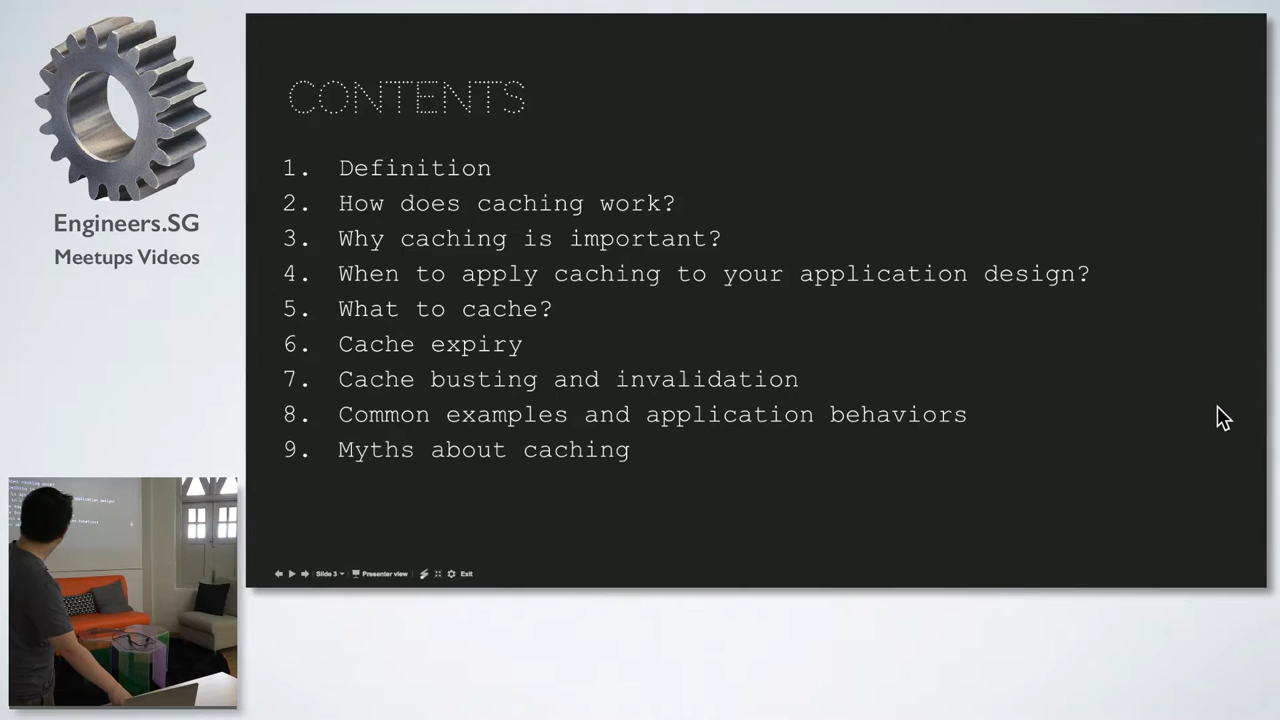 Engineers.SG
Meetups Videos
CONTENTS
1. Definition
2. How does caching work?
3. Why caching is important?
4. When to apply caching to your application design?
5. What to cache?
6. Cache expiry
7. Cache busting and invalidation
8. Common examples and application behaviors
9. Myths about caching
Slide 3
Presenter view
Exit